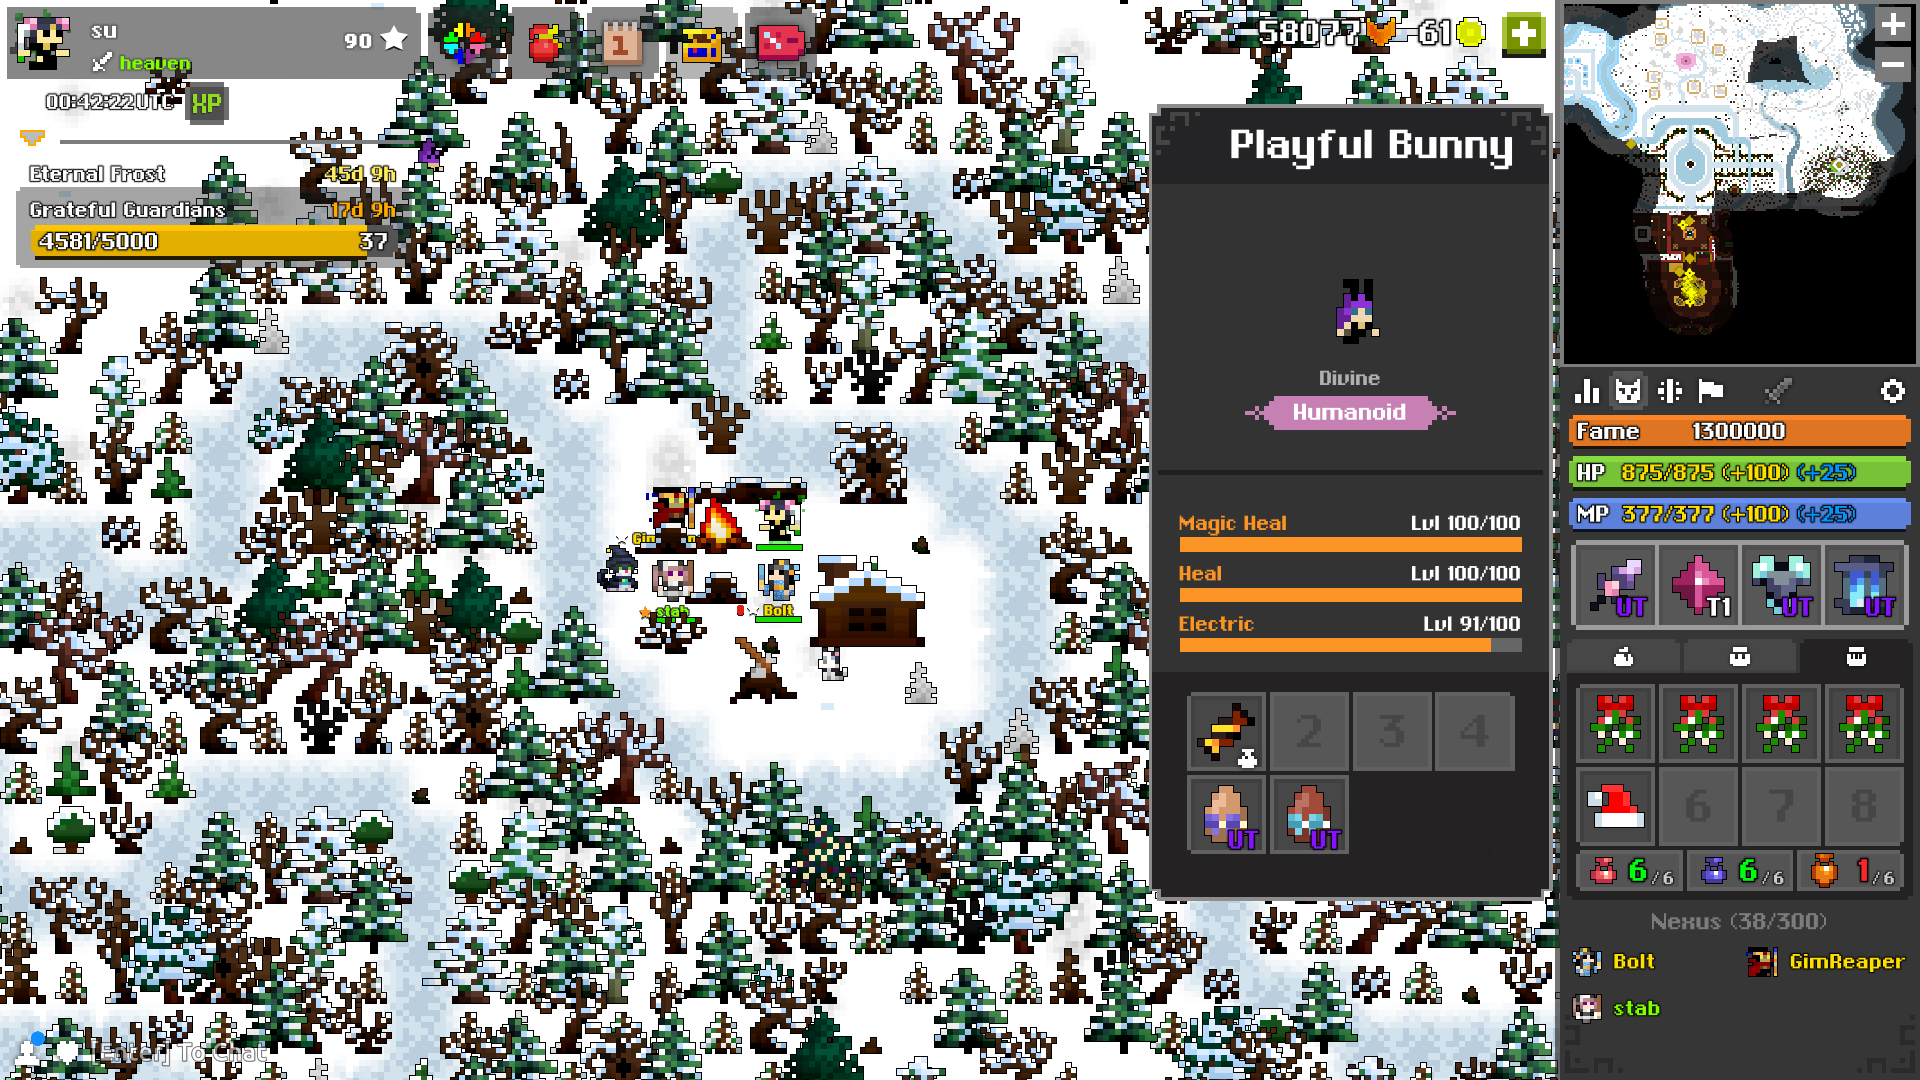 su
90
heaven
00:42:22UTC
XP
Eternal Frost 45d 9h
Grateful Guardians 17d 9h
4581/5000 37
1
58077 61
Playful Bunny
Divine
Humanoid
Magic Heal Lvl 100/100
Heal Lvl 100/100
Electric Lvl 91/100
2 3 4
UT UT
stab
Bolt
Fame 1300000
HP 875/875 (+100) (+25)
MP 377/377 (+100) (+25)
UT T1 UT UT
6 7 8
6/6 6/6 1/6
Nexus (38/300)
Bolt GimReaper
stab
[Enter] To Chat